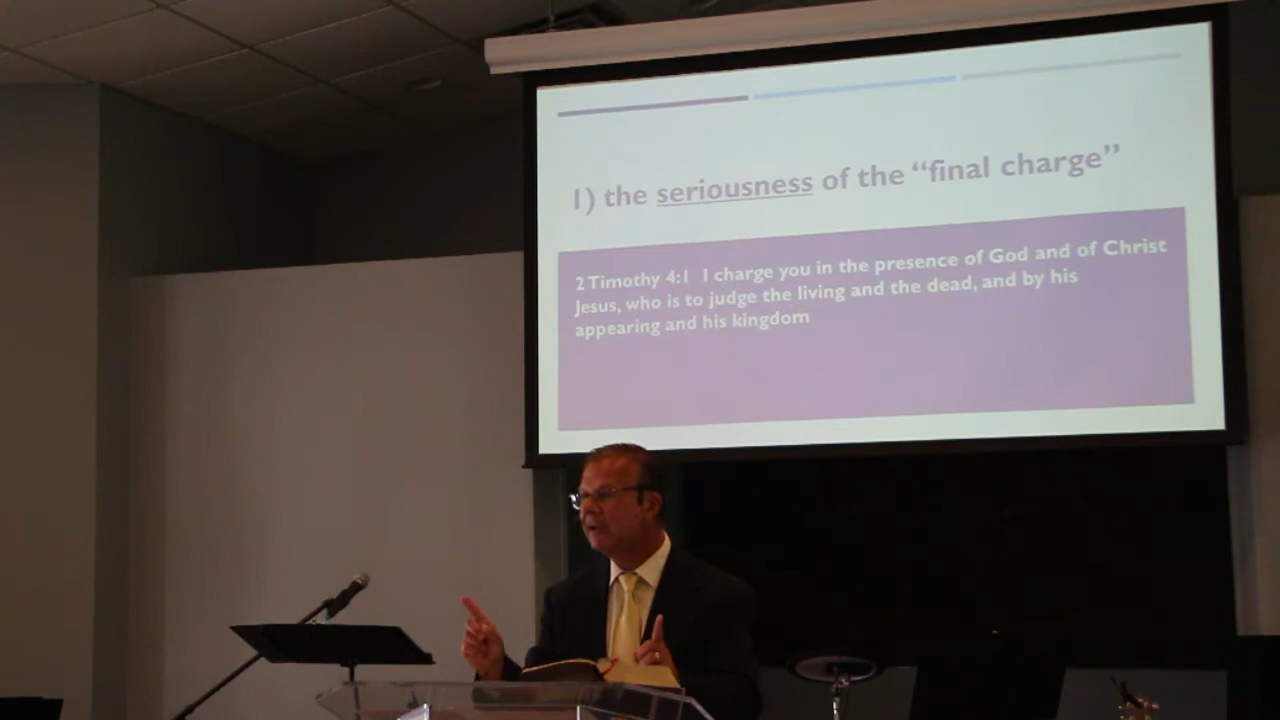 1) the seriousness of the “final charge”
2 Timothy 4:1 I charge you in the presence of God and of Christ
Jesus, who is to judge the living and the dead, and by his
appearing and his kingdom